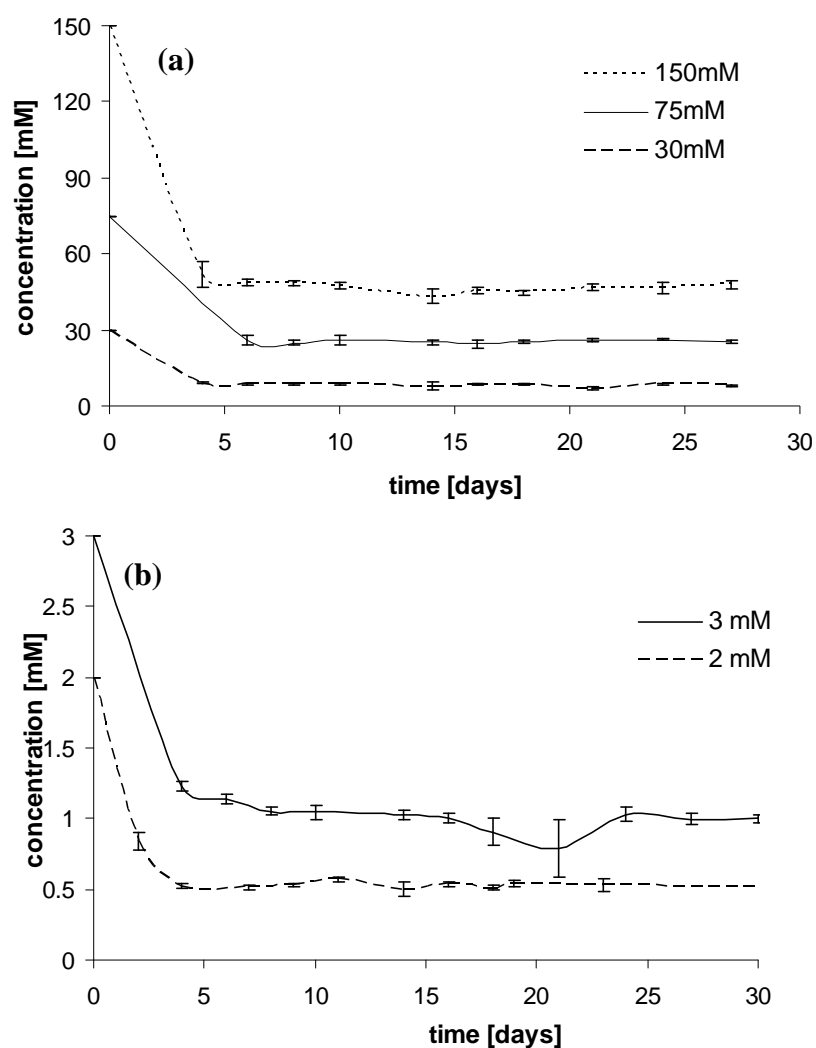 150
(a)
150mM
75mM
30mM
120
90
60
30
0
concentration [mM]
0 5 10 15 20 25 30
time [days]
3
(b)
3 mM
2 mM
2.5
2
1.5
1
0.5
0
concentration [mM]
0 5 10 15 20 25 30
time [days]